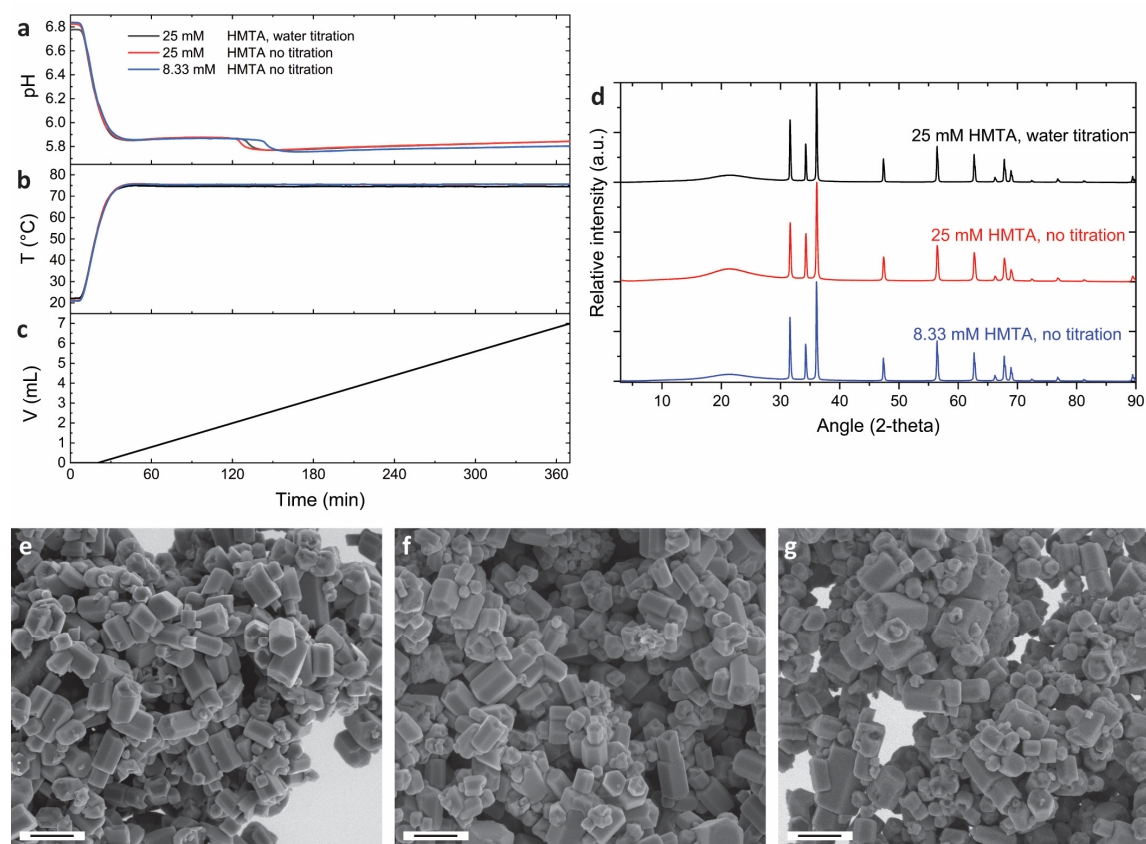 a
6.8
6.6
6.4
6.2
6.0
5.8
pH
25 mM HMTA, water titration
25 mM HMTA no titration
8.33 mM HMTA no titration
b
80
70
60
50
40
30
20
T (°C)
c
7
6
5
4
3
2
1
0
V (mL)
0 60 120 180 240 300 360
Time (min)
d
Relative intensity (a.u.)
25 mM HMTA, water titration
25 mM HMTA, no titration
8.33 mM HMTA, no titration
10 20 30 40 50 60 70 80 90
Angle (2-theta)
e
f
g